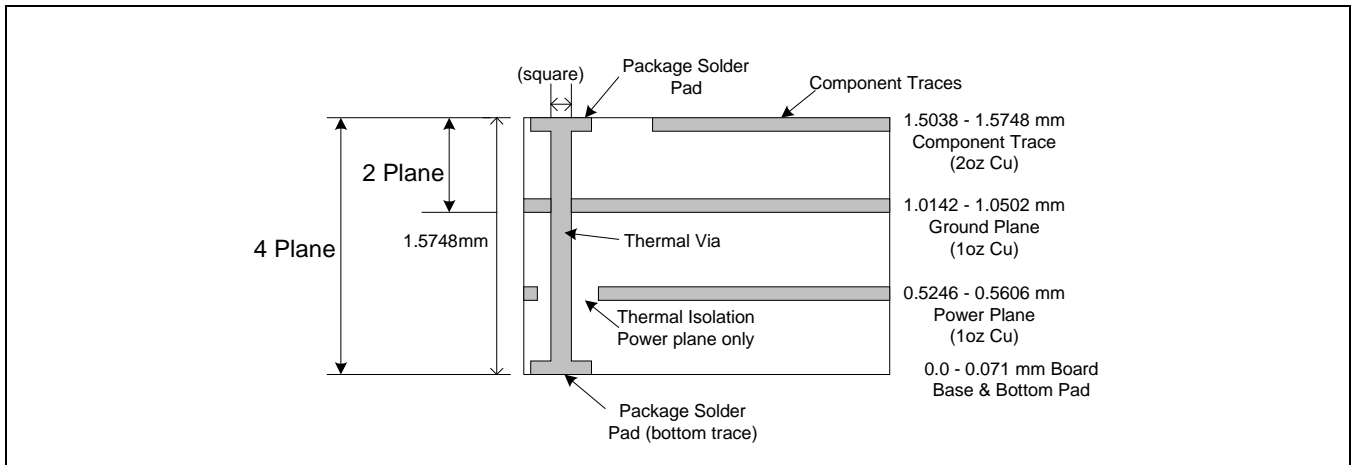 (square)
Package Solder
Pad
Component Traces
1.5038 - 1.5748 mm
Component Trace
(2oz Cu)
2 Plane
1.0142 - 1.0502 mm
Ground Plane
(1oz Cu)
4 Plane
1.5748mm
Thermal Via
0.5246 - 0.5606 mm
Power Plane
(1oz Cu)
Thermal Isolation
Power plane only
0.0 - 0.071 mm Board
Base & Bottom Pad
Package Solder
Pad (bottom trace)